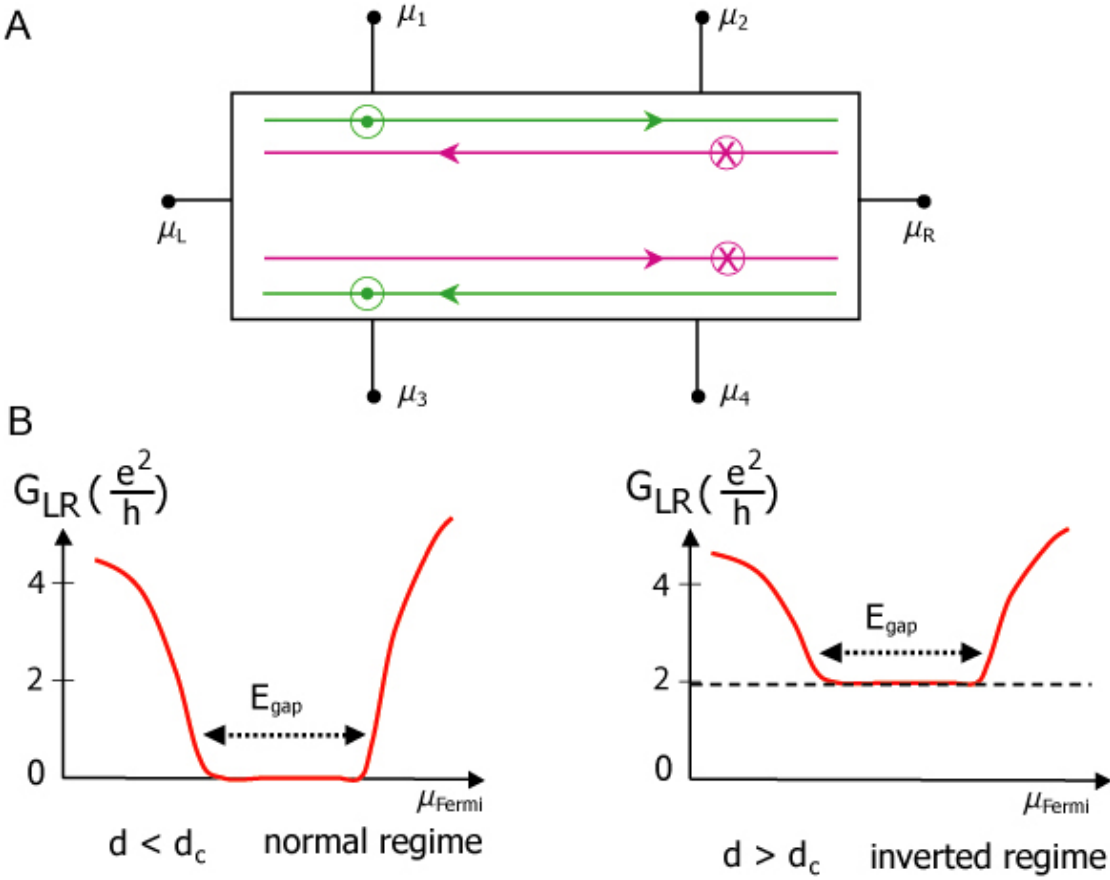 A
μ1
μ2
μL
μR
μ3
μ4
B
GLR (e²/h)
4
2
0
Egap
μFermi
d < dc normal regime
GLR (e²/h)
4
2
0
Egap
μFermi
d > dc inverted regime